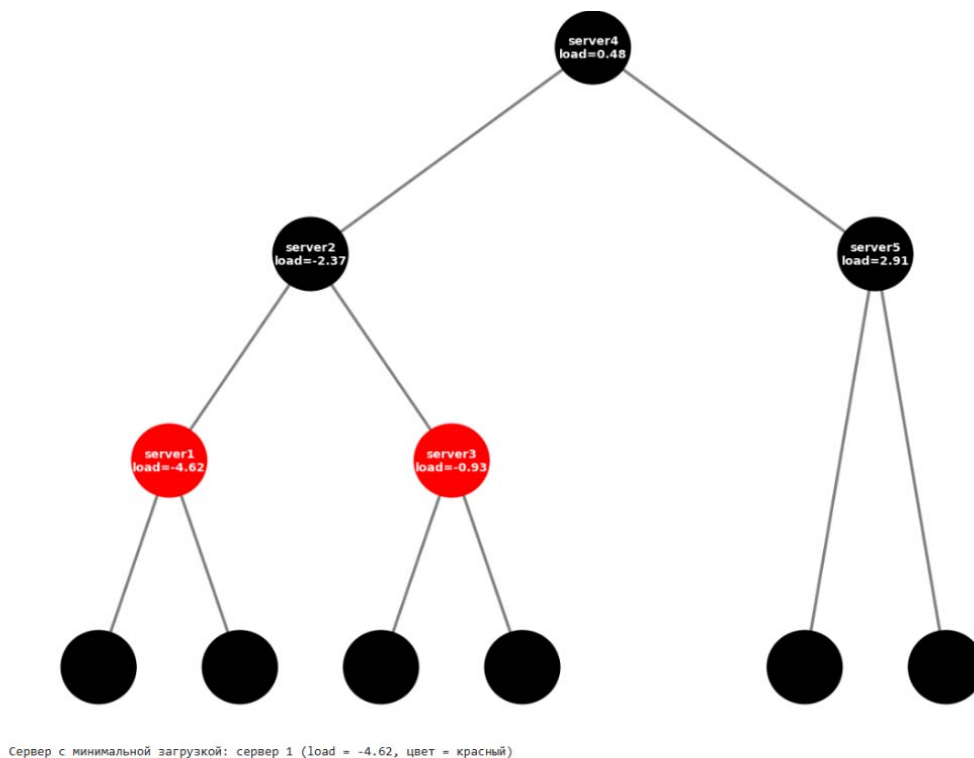 server4
load=0.48
server2
load=-2.37
server5
load=2.91
server1
load=-4.62
server3
load=-0.93
Сервер с минимальной загрузкой: сервер 1 (load = -4.62, цвет = красный)